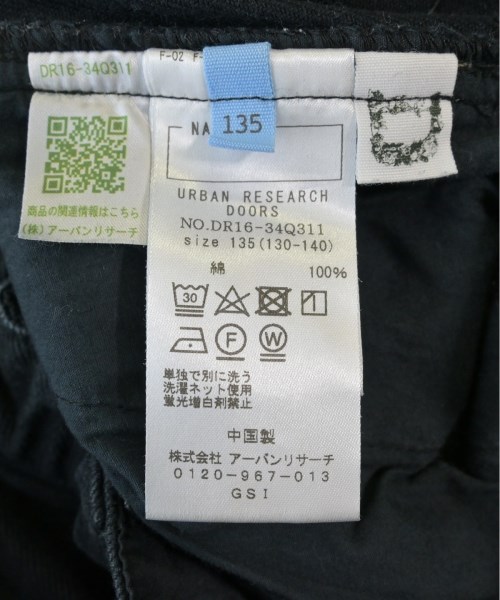 DR16-34Q311
商品の関連情報はこちら
(株) アーバンリサーチ
F-02 F-
135
NA
URBAN RESEARCH
DOORS
NO.DR16-34Q311
size 135(130-140)
綿 100%
30
F W
単独で別に洗う
洗濯ネット使用
蛍光増白剤禁止
中国製
株式会社 アーバンリサーチ
0120-967-013
GSI